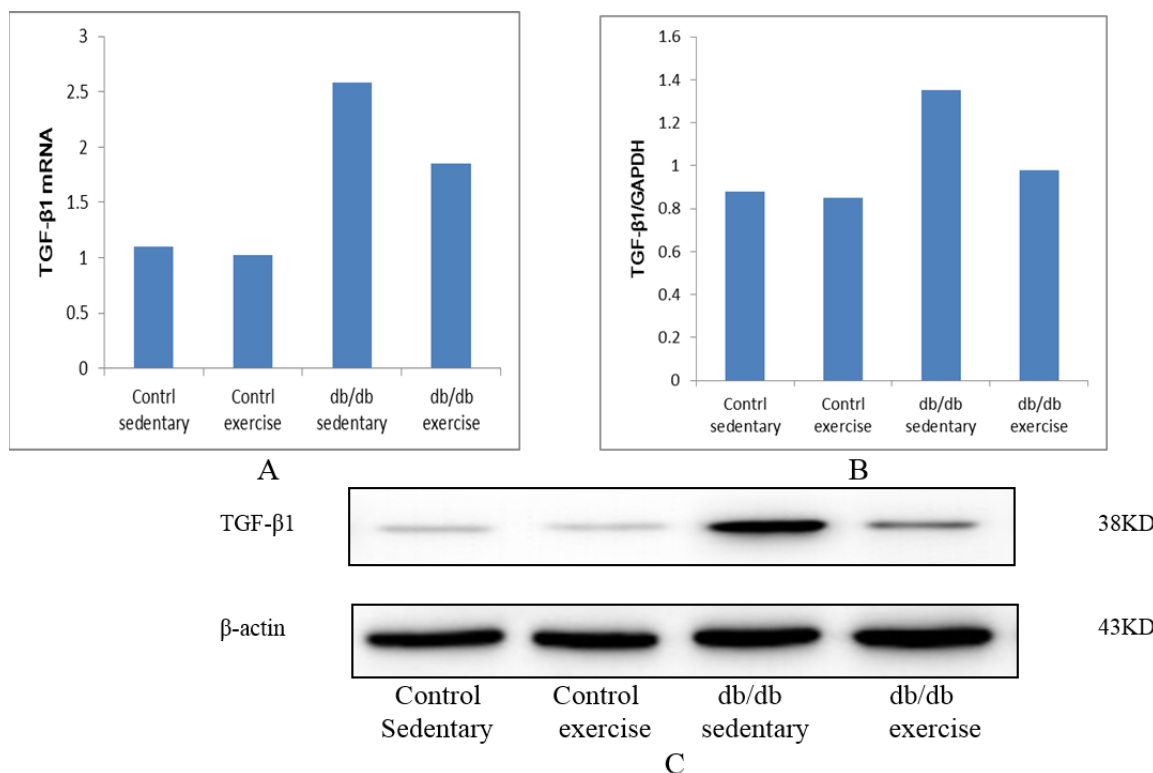 TGF-β1 mRNA
3
2.5
2
1.5
1
0.5
0
Contrl
sedentary
Contrl
exercise
db/db
sedentary
db/db
exercise
A
TGF-β1/GAPDH
1.6
1.4
1.2
1
0.8
0.6
0.4
0.2
0
Contrl
sedentary
Contrl
exercise
db/db
sedentary
db/db
exercise
B
TGF-β1
38KD
β-actin
43KD
Control
Sedentary
Control
exercise
db/db
sedentary
db/db
exercise
C